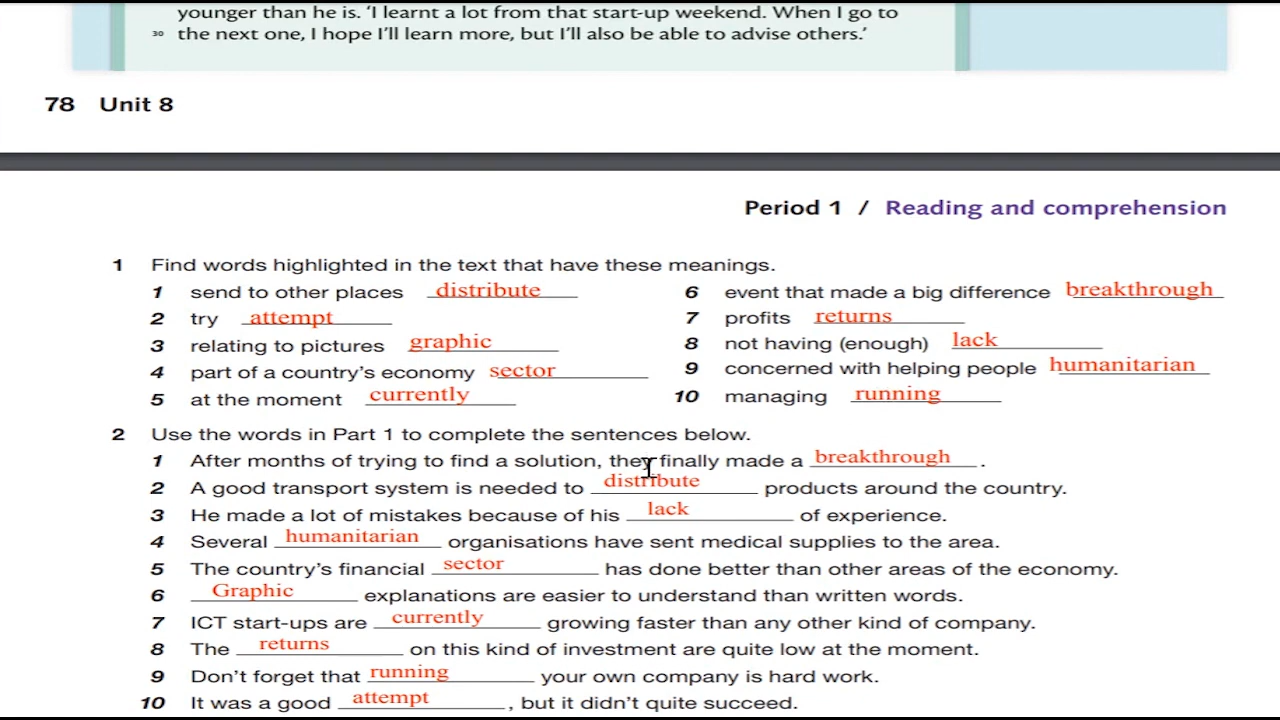 younger than he is. 'I learnt a lot from that start-up weekend. When I go to
30 the next one, I hope I'll learn more, but I'll also be able to advise others.'
78 Unit 8
Period 1 / Reading and comprehension
1 Find words highlighted in the text that have these meanings.
1 send to other places distribute
2 try attempt
3 relating to pictures graphic
4 part of a country's economy sector
5 at the moment currently
6 event that made a big difference breakthrough
7 profits returns
8 not having (enough) lack
9 concerned with helping people humanitarian
10 managing running
2 Use the words in Part 1 to complete the sentences below.
1 After months of trying to find a solution, they finally made a breakthrough .
2 A good transport system is needed to distribute products around the country.
3 He made a lot of mistakes because of his lack of experience.
4 Several humanitarian organisations have sent medical supplies to the area.
5 The country's financial sector has done better than other areas of the economy.
6 Graphic explanations are easier to understand than written words.
7 ICT start-ups are currently growing faster than any other kind of company.
8 The returns on this kind of investment are quite low at the moment.
9 Don't forget that running your own company is hard work.
10 It was a good attempt , but it didn't quite succeed.